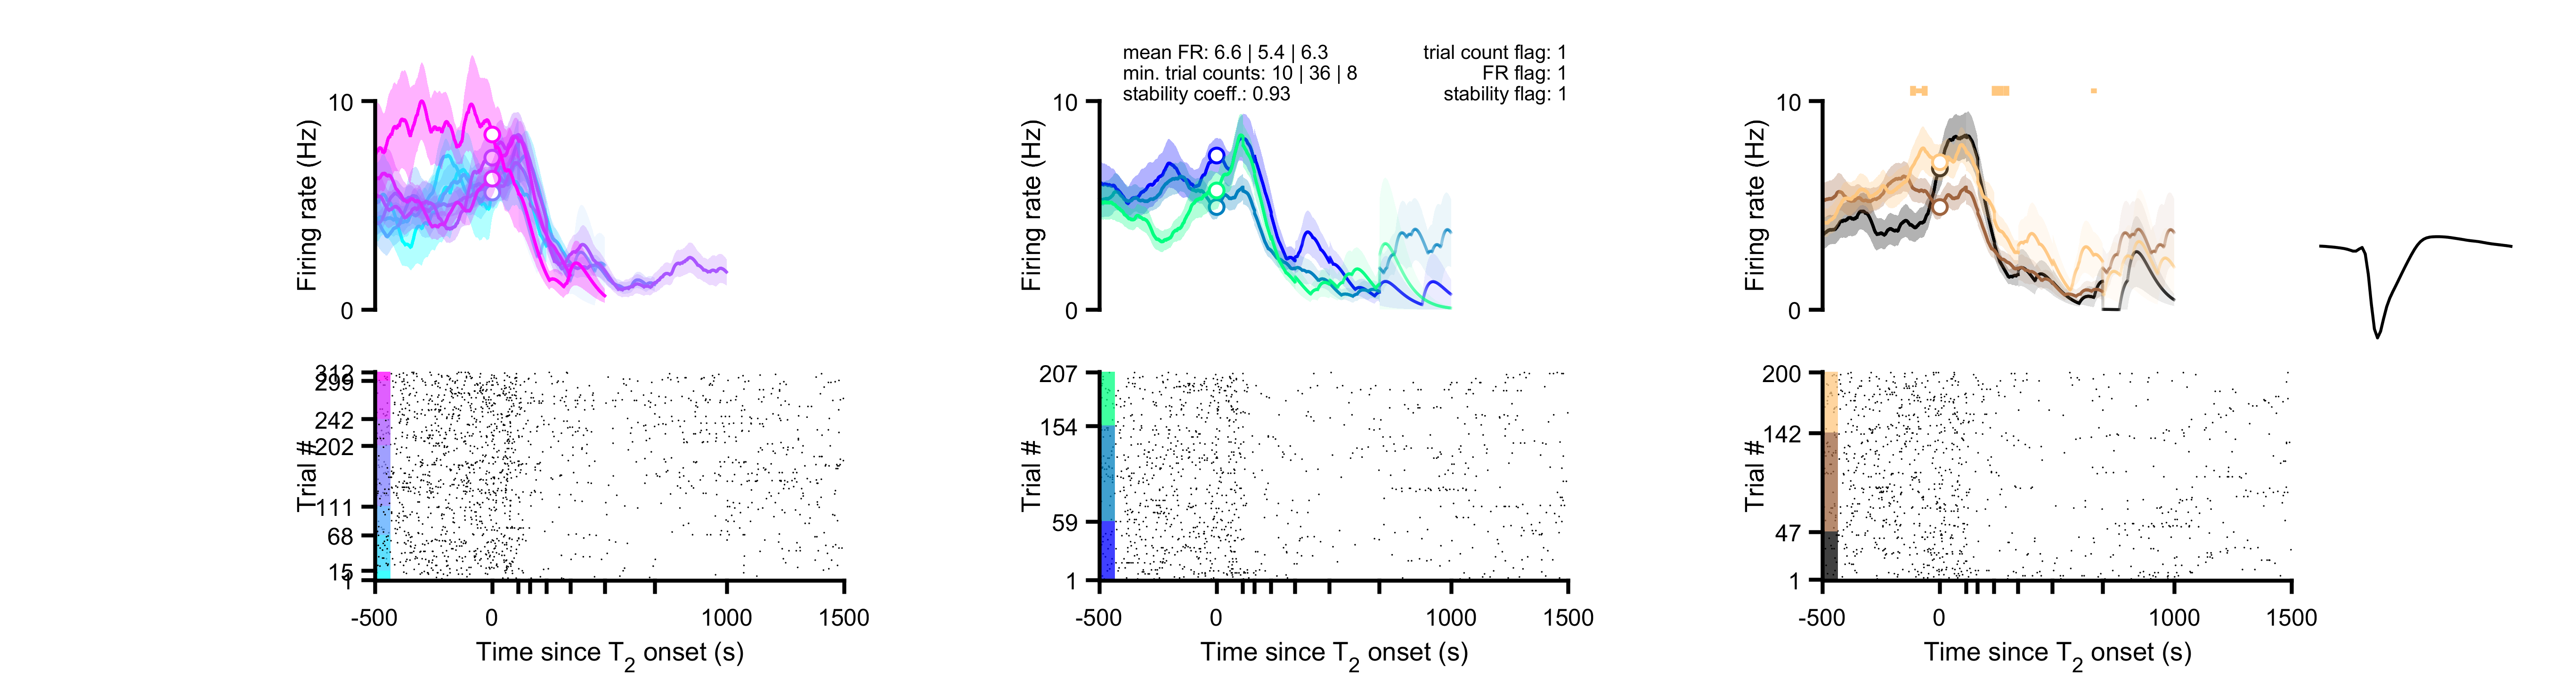 mean FR: 6.6 | 5.4 | 6.3
min. trial counts: 10 | 36 | 8
stability coeff.: 0.93
trial count flag: 1
FR flag: 1
stability flag: 1
Firing rate (Hz)
10
0
Firing rate (Hz)
10
0
Firing rate (Hz)
10
0
Trial #
312
299
242
202
111
68
15
1
-500 0 1000 1500
Time since T2 onset (s)
Trial #
207
154
59
1
-500 0 1000 1500
Time since T2 onset (s)
Trial #
200
142
47
1
-500 0 1000 1500
Time since T2 onset (s)